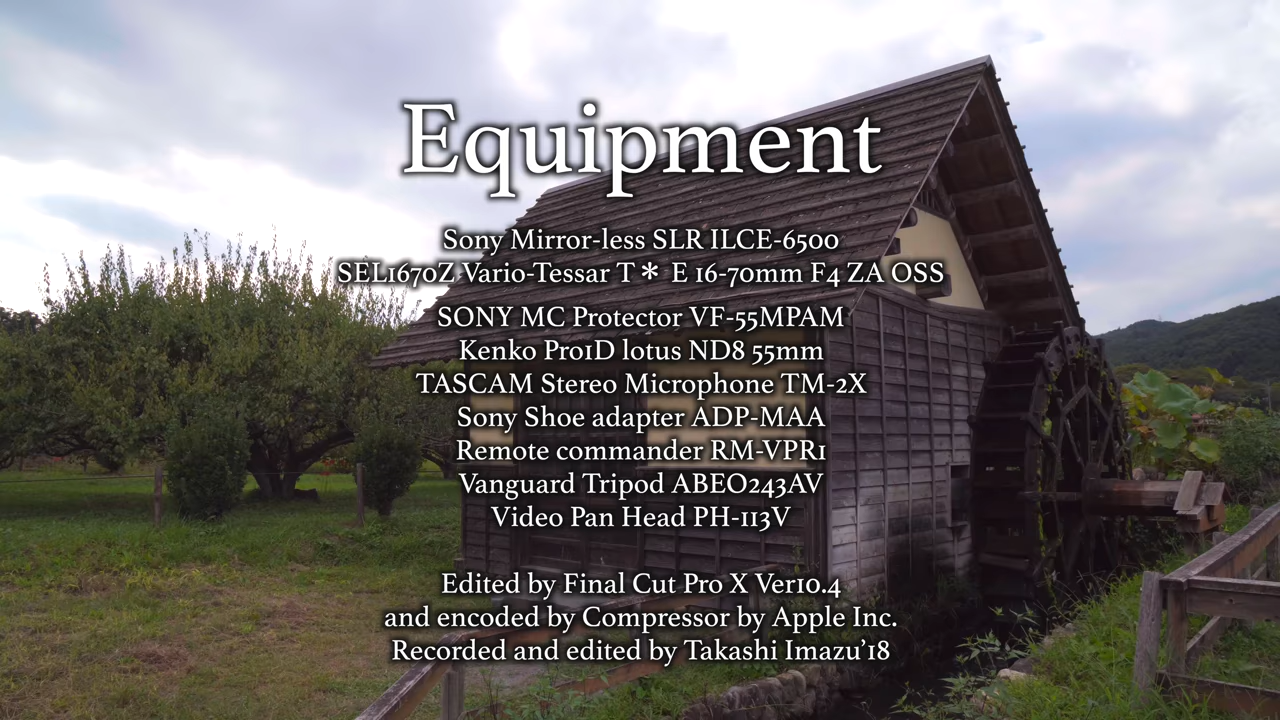 Equipment
Sony Mirror-less SLR ILCE-6500
SEL1670Z Vario-Tessar T＊ E 16-70mm F4 ZA OSS
SONY MC Protector VF-55MPAM
Kenko Pro1D lotus ND8 55mm
TASCAM Stereo Microphone TM-2X
Sony Shoe adapter ADP-MAA
Remote commander RM-VPR1
Vanguard Tripod ABEO243AV
Video Pan Head PH-113V
Edited by Final Cut Pro X Ver10.4
and encoded by Compressor by Apple Inc.
Recorded and edited by Takashi Imazu’18